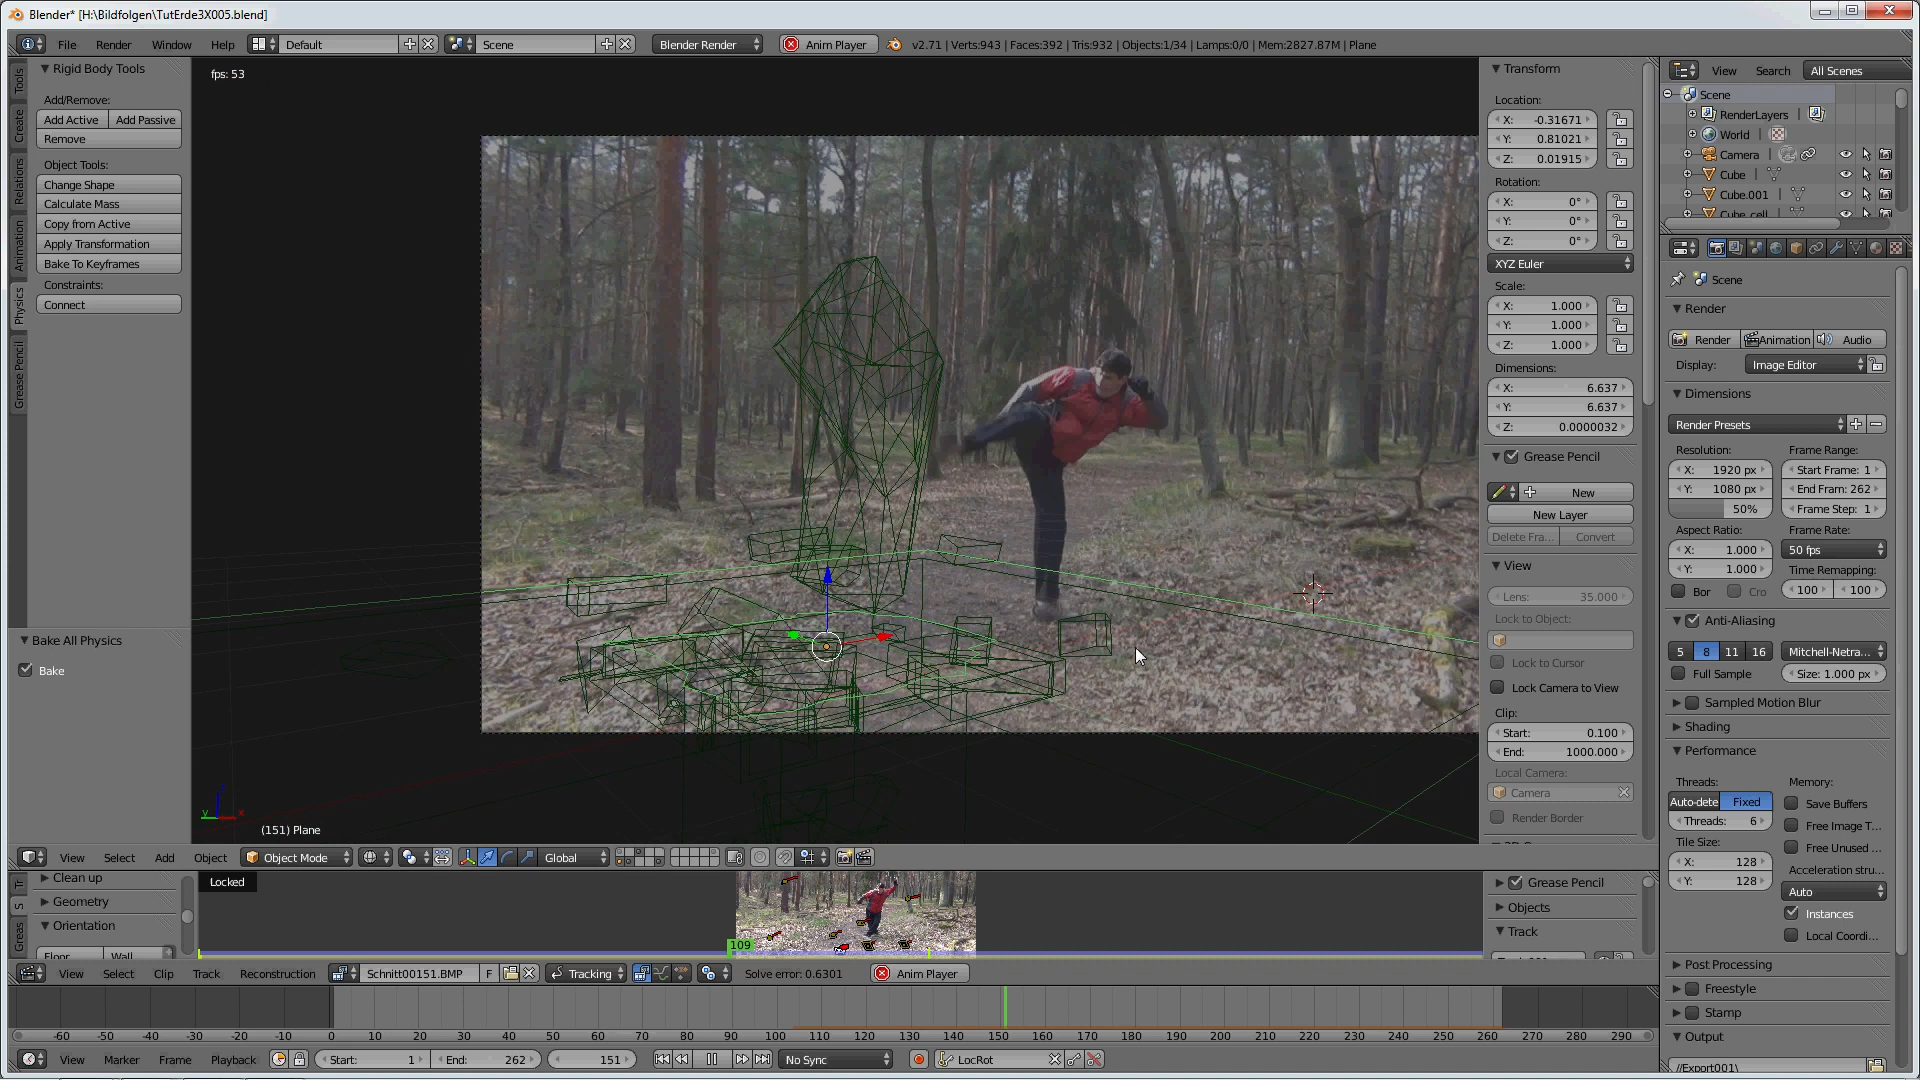 Blender* [H:\Bildfolgen\TutErde3X005.blend]
File Render Window Help Default Scene Blender Render Anim Player v2.71 | Verts:943 | Faces:392 | Tris:932 | Objects:1/34 | Lamps:0/0 | Mem:2827.87M | Plane
Tools
Create
Relations
Animation
Physics
Grease Pencil
Rigid Body Tools
Add/Remove:
Add Active Add Passive
Remove
Object Tools:
Change Shape
Calculate Mass
Copy from Active
Apply Transformation
Bake To Keyframes
Constraints:
Connect
Bake All Physics
Bake
fps: 53
(151) Plane
Transform
Location:
X: -0.31671
Y: 0.81021
Z: 0.01915
Rotation:
X: 0°
Y: 0°
Z: 0°
XYZ Euler
Scale:
X: 1.000
Y: 1.000
Z: 1.000
Dimensions:
X: 6.637
Y: 6.637
Z: 0.0000032
Grease Pencil
New
New Layer
Delete Fra... Convert
View
Lens: 35.000
Lock to Object:
Lock to Cursor
Lock Camera to View
Clip:
Start: 0.100
End: 1000.000
Local Camera:
Camera
Render Border
View Search All Scenes
Scene
RenderLayers |
World |
Camera |
Cube |
Cube.001 |
Cube_cell
Scene
Render
Render Animation Audio
Display: Image Editor
Dimensions
Render Presets
Resolution: Frame Range:
X: 1920 px Start Frame: 1
Y: 1080 px End Fram: 262
50% Frame Step: 1
Aspect Ratio: Frame Rate:
X: 1.000 50 fps
Y: 1.000 Time Remapping:
Bor Cro 100 100
Anti-Aliasing
5 8 11 16 Mitchell-Netra...
Full Sample Size: 1.000 px
Sampled Motion Blur
Shading
Performance
Threads: Memory:
Auto-dete Fixed Save Buffers
Threads: 6 Free Image T...
Tile Size: Free Unused ...
X: 128 Acceleration stru...
Y: 128 Auto
Instances
Local Coordi...
Post Processing
Freestyle
Stamp
Output
//Export001\
View Select Add Object Object Mode Global
Tr
S
Greas
Clean up
Geometry
Orientation
Floor Wall
Locked
109
Grease Pencil
Objects
Track
View Select Clip Track Reconstruction Schnitt00151.BMP F Tracking Solve error: 0.6301 Anim Player
-60 -50 -40 -30 -20 -10 0 10 20 30 40 50 60 70 80 90 100 110 120 130 140 150 160 170 180 190 200 210 220 230 240 250 260 270 280 290
View Marker Frame Playback Start: 1 End: 262 151 No Sync LocRot